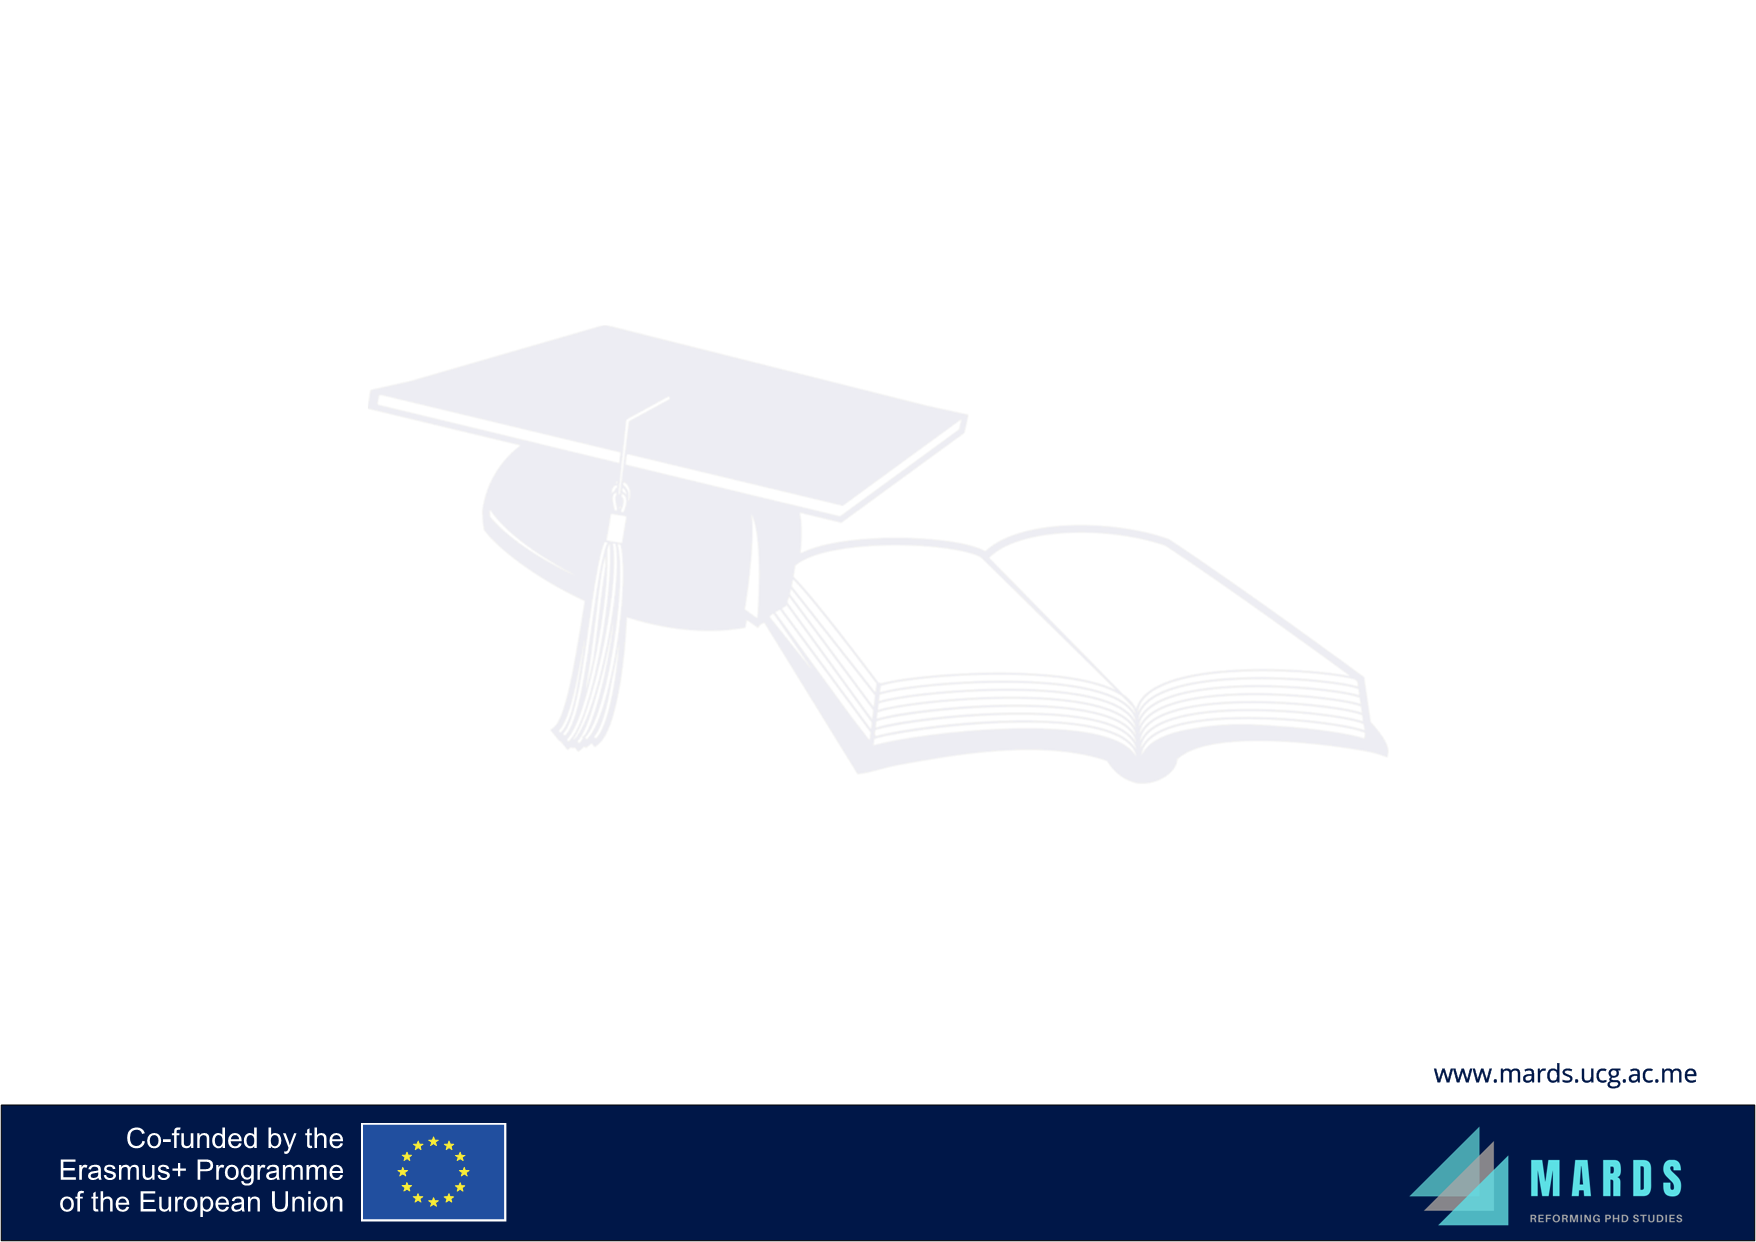 www.mards.ucg.ac.me
Co-funded by the
Erasmus+ Programme
of the European Union
MARDS
REFORMING PHD STUDIES